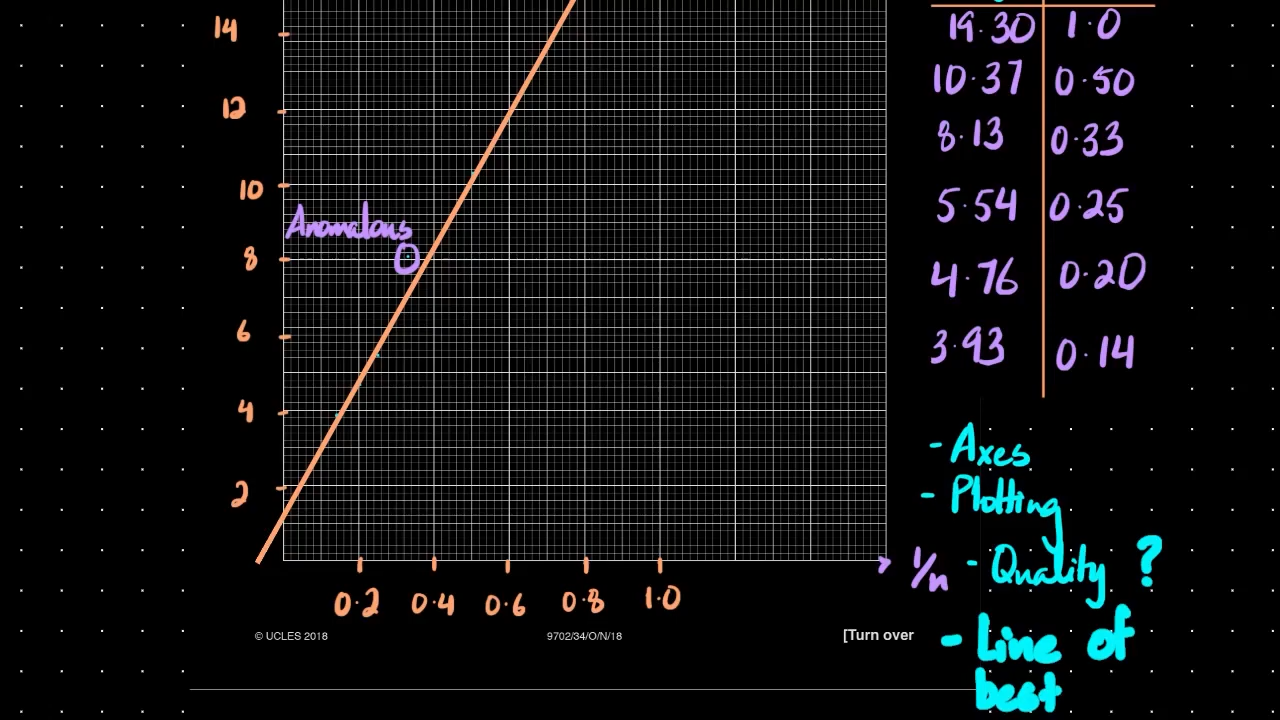 14
12
10
Anomalous
8
6
4
2
0.2 0.4 0.6 0.8 1.0
1/n
19.30 1.0
10.37 0.50
8.13 0.33
5.54 0.25
4.76 0.20
3.93 0.14
- Axes
- Plotting
- Quality ?
- Line of
best
© UCLES 2018 9702/34/O/N/18 [Turn over